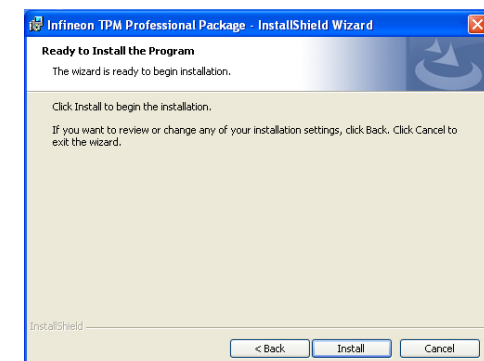 Infineon TPM Professional Package - InstallShield Wizard
Ready to Install the Program
The wizard is ready to begin installation.
Click Install to begin the installation.
If you want to review or change any of your installation settings, click Back. Click Cancel to
exit the wizard.
InstallShield
< Back Install Cancel